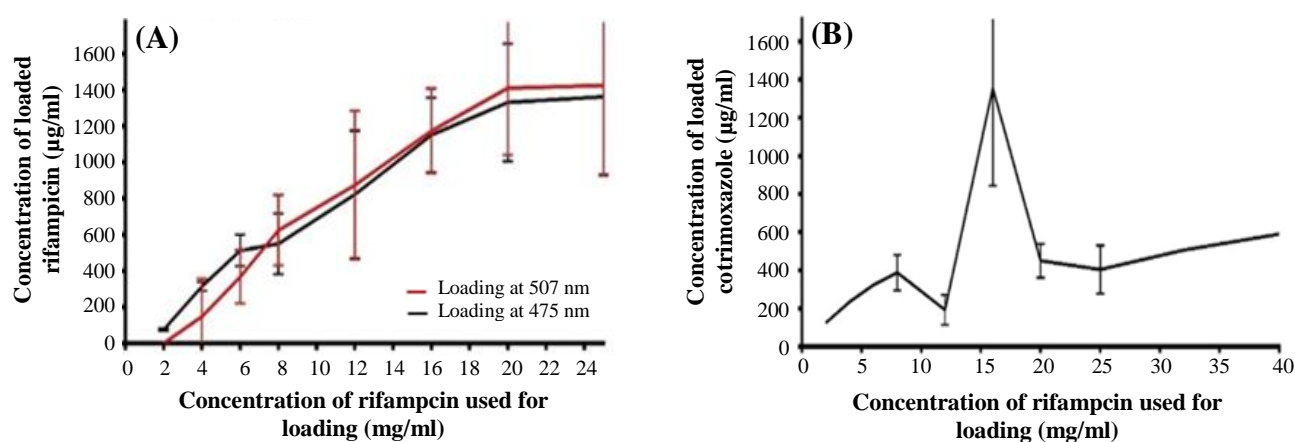 (A)
Concentration of loaded
rifampicin (µg/ml)
1600
1400
1200
1000
800
600
400
200
0
0 2 4 6 8 10 12 14 16 18 20 22 24
Loading at 507 nm
Loading at 475 nm
Concentration of rifampcin used for
loading (mg/ml)
(B)
Concentration of loaded
cotrimoxazole (µg/ml)
1600
1400
1200
1000
800
600
400
200
0
0 5 10 15 20 25 30 35 40
Concentration of rifampcin used for
loading (mg/ml)